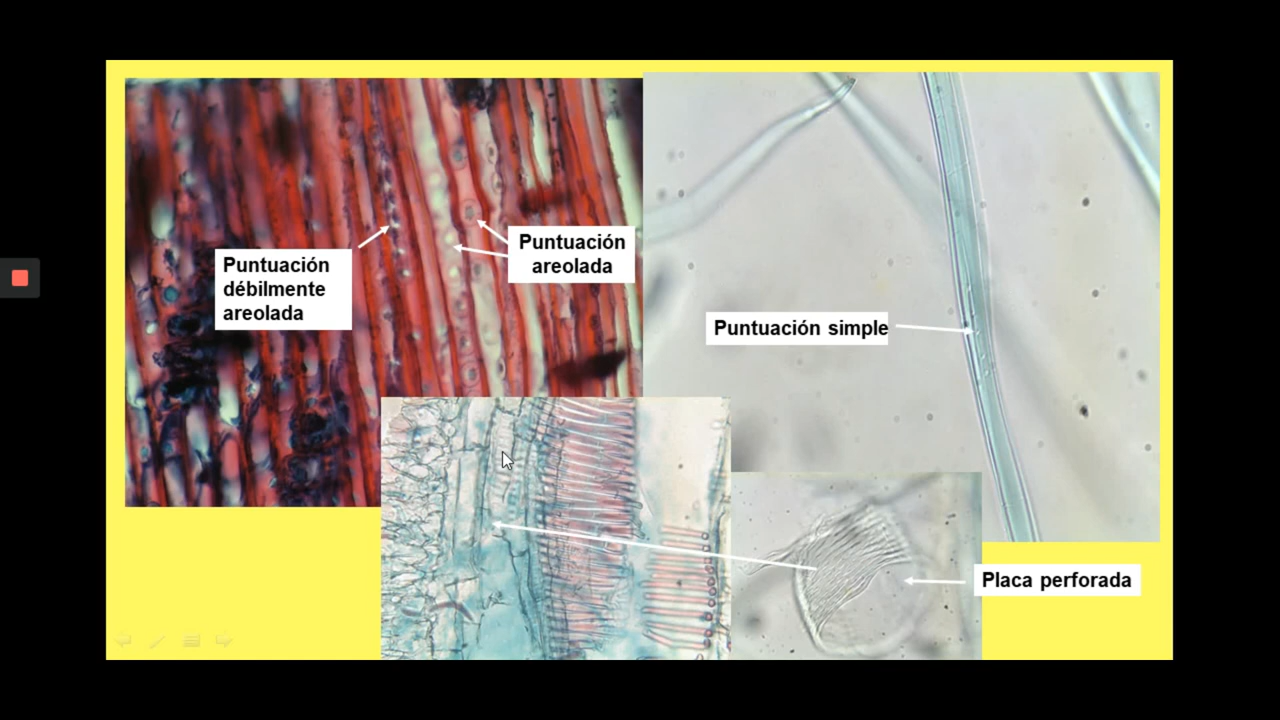 Puntuación
areolada
Puntuación
débilmente
areolada
Puntuación simple
Placa perforada